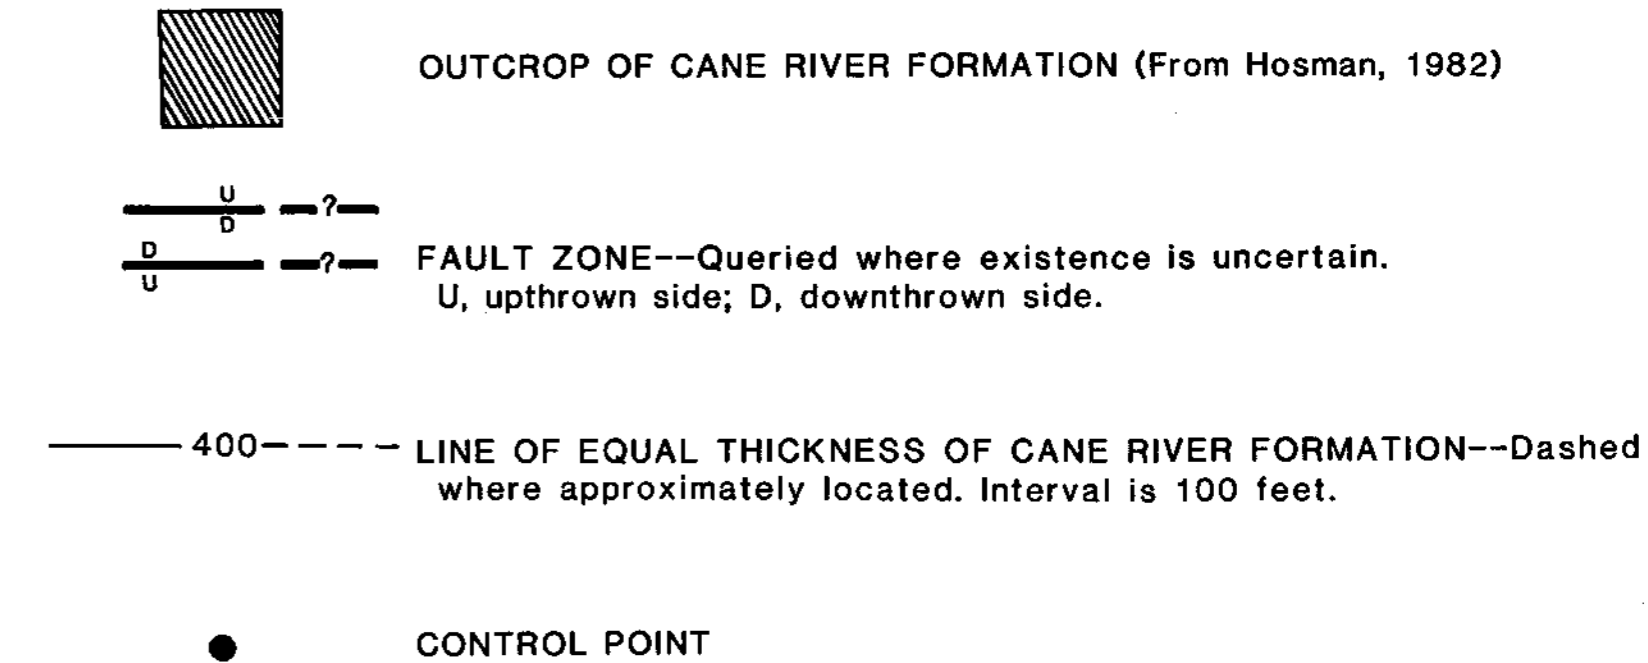 OUTCROP OF CANE RIVER FORMATION (From Hosman, 1982)
U
?
D
D
?
U
FAULT ZONE--Queried where existence is uncertain.
U, upthrown side; D, downthrown side.
400
LINE OF EQUAL THICKNESS OF CANE RIVER FORMATION--Dashed
where approximately located. Interval is 100 feet.
CONTROL POINT